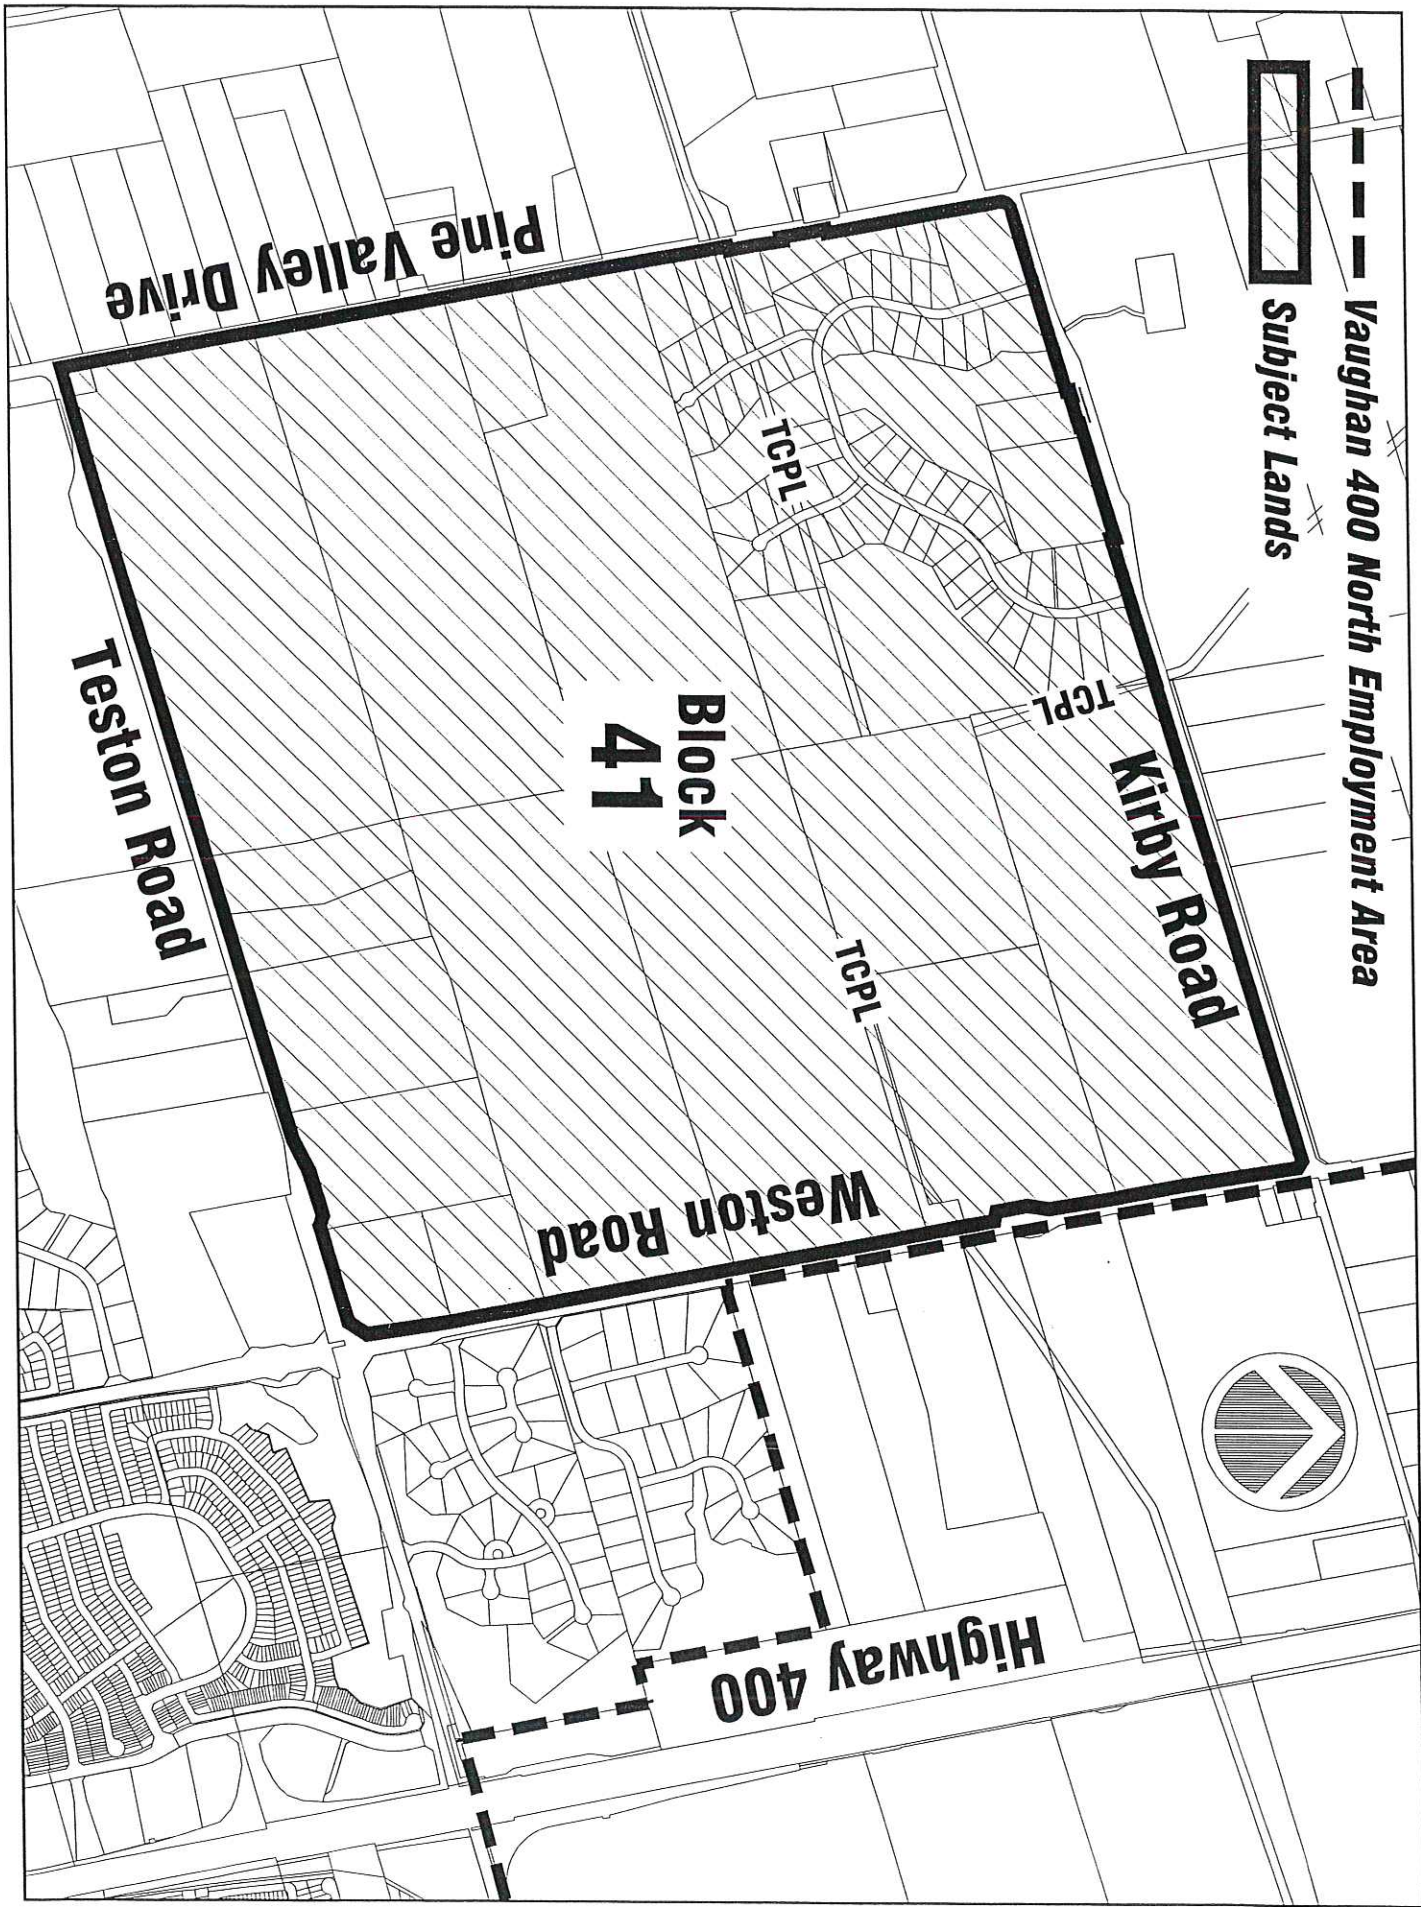 Vaughan 400 North Employment Area
Subject Lands
Kirby Road
Pine Valley Drive
TCPL
TCPL
TCPL
Block
41
Weston Road
Teston Road
Highway 400